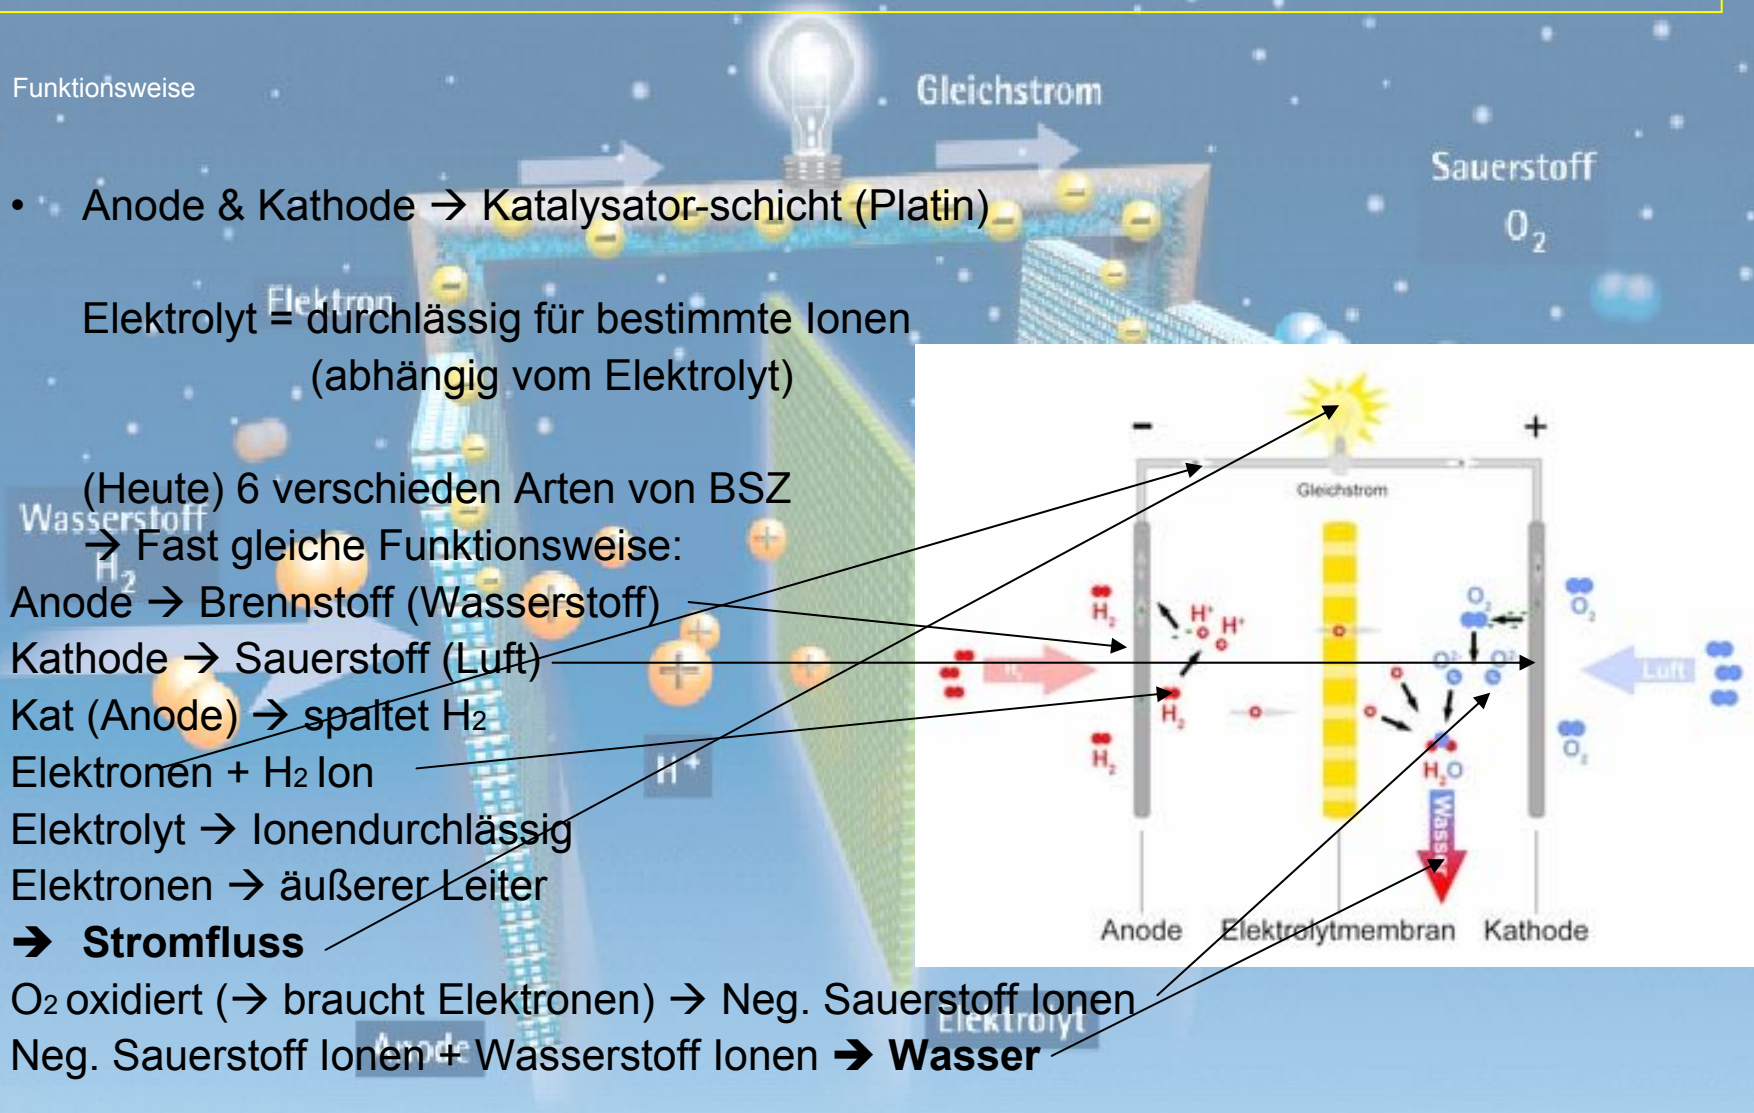 Funktionsweise
Gleichstrom
Sauerstoff
O2
• Anode & Kathode → Katalysator-schicht (Platin)
Elektron
Elektrolyt = durchlässig für bestimmte Ionen
(abhängig vom Elektrolyt)
(Heute) 6 verschieden Arten von BSZ
Wasserstoff
H2
→ Fast gleiche Funktionsweise:
Anode → Brennstoff (Wasserstoff)
Kathode → Sauerstoff (Luft)
Kat (Anode) → spaltet H2
Elektronen + H2 Ion
H+
Elektrolyt → Ionendurchlässig
Elektronen → äußerer Leiter
➔ Stromfluss
O2 oxidiert (→ braucht Elektronen) → Neg. Sauerstoff Ionen
Elektrolyt
Anode
Neg. Sauerstoff Ionen + Wasserstoff Ionen ➔ Wasser
- +
Gleichstrom
H2
H+
H+
O2
O2
O2-
O2-
H2
Luft
H2
H2
H2O
O2
Wasser
Anode Elektrolytmembran Kathode